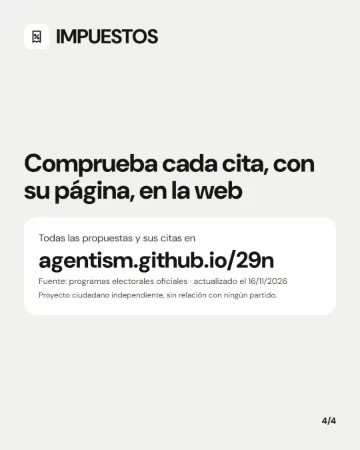 IMPUESTOS
Comprueba cada cita, con
su página, en la web
Todas las propuestas y sus citas en
agentism.github.io/29n
Fuente: programas electorales oficiales · actualizado el 16/11/2026
Proyecto ciudadano independiente, sin relación con ningún partido.
4/4